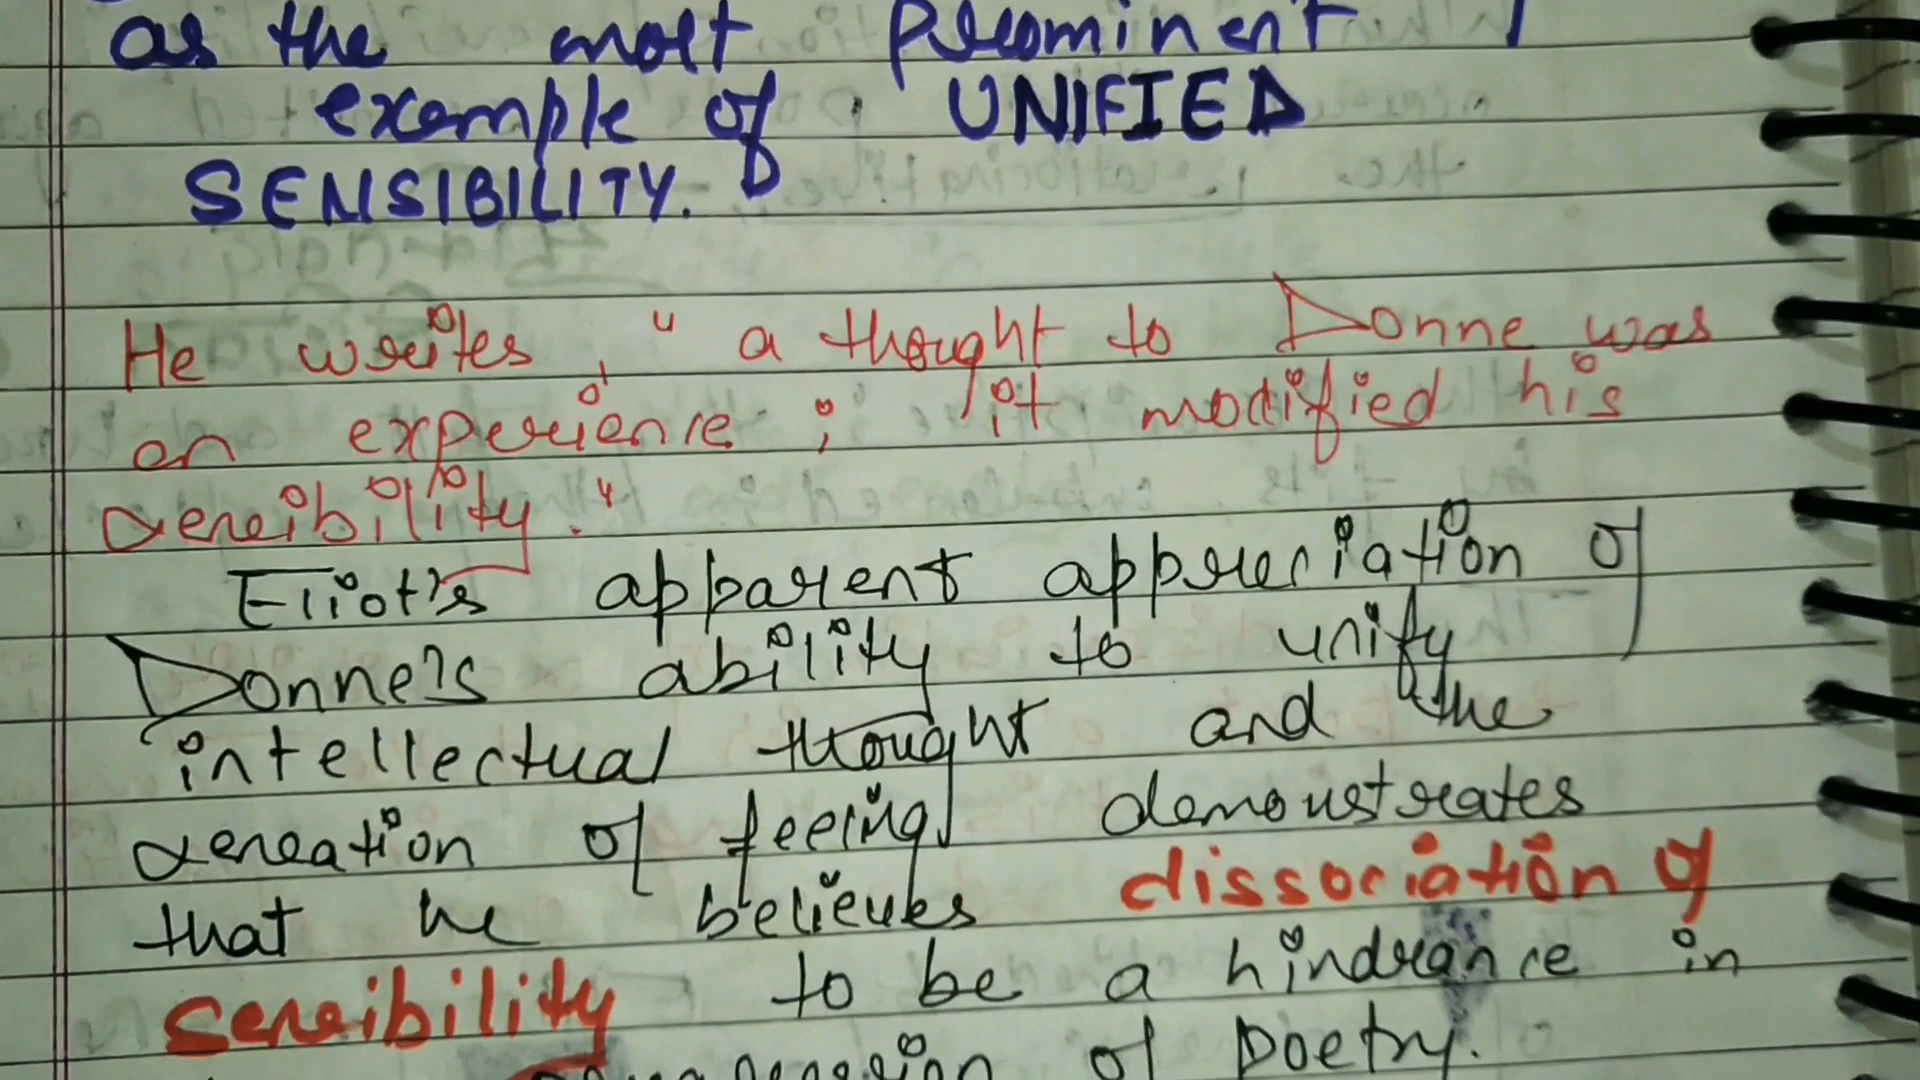 as the most prominent
example of UNIFIED
SENSIBILITY.
He writes, "a thought to Donne was
an experience; it modified his
sensibility."
Eliot's apparent appreciation of
Donne's ability to unify
intellectual thought and the
sensation of feeling demonstrates
that he believes dissociation of
sensibility to be a hindrance in
of poetry.